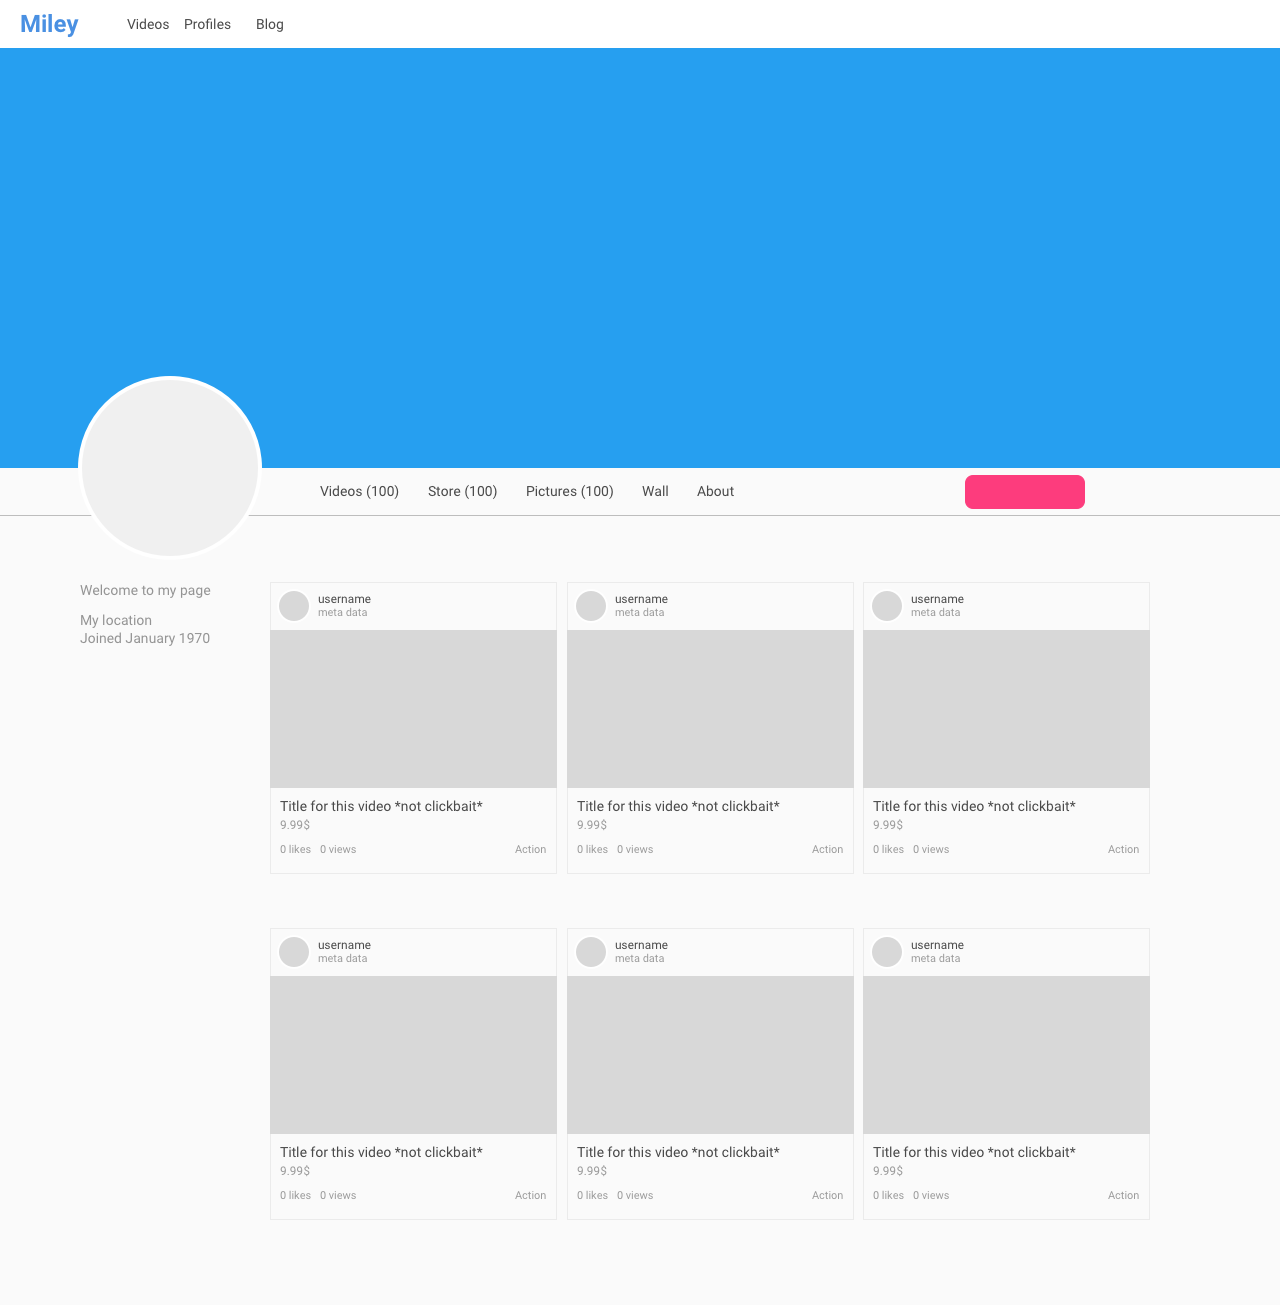 Miley Videos Profiles Blog
Videos (100) Store (100) Pictures (100) Wall About
Welcome to my page
My location
Joined January 1970
username
meta data
Title for this video *not clickbait*
9.99$
0 likes 0 views Action
username
meta data
Title for this video *not clickbait*
9.99$
0 likes 0 views Action
username
meta data
Title for this video *not clickbait*
9.99$
0 likes 0 views Action
username
meta data
Title for this video *not clickbait*
9.99$
0 likes 0 views Action
username
meta data
Title for this video *not clickbait*
9.99$
0 likes 0 views Action
username
meta data
Title for this video *not clickbait*
9.99$
0 likes 0 views Action